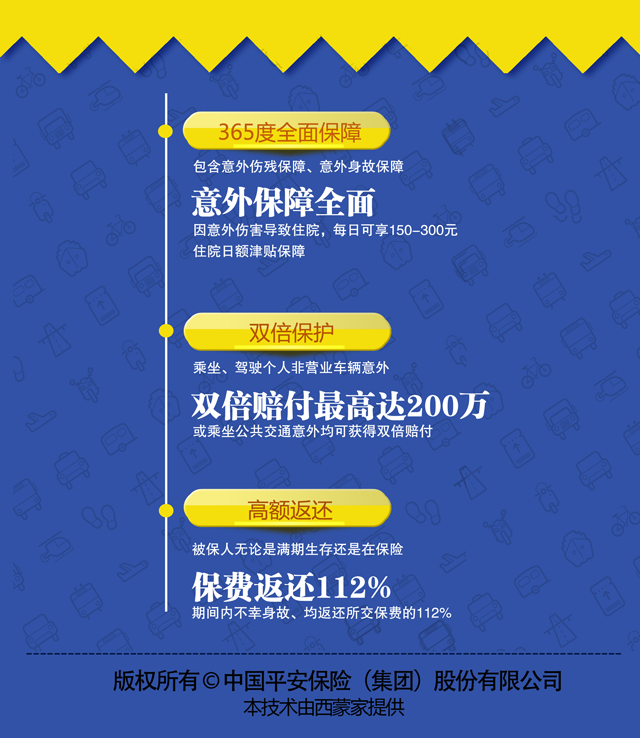 365度全面保障
包含意外伤残保障、意外身故保障
意外保障全面
因意外伤害导致住院，每日可享150-300元
住院日额津贴保障
双倍保护
乘坐、驾驶个人非营业车辆意外
双倍赔付最高达200万
或乘坐公共交通意外均可获得双倍赔付
高额返还
被保人无论是满期生存还是在保险
保费返还112%
期间内不幸身故、均返还所交保费的112%
版权所有©中国平安保险（集团）股份有限公司
本技术由西蒙家提供